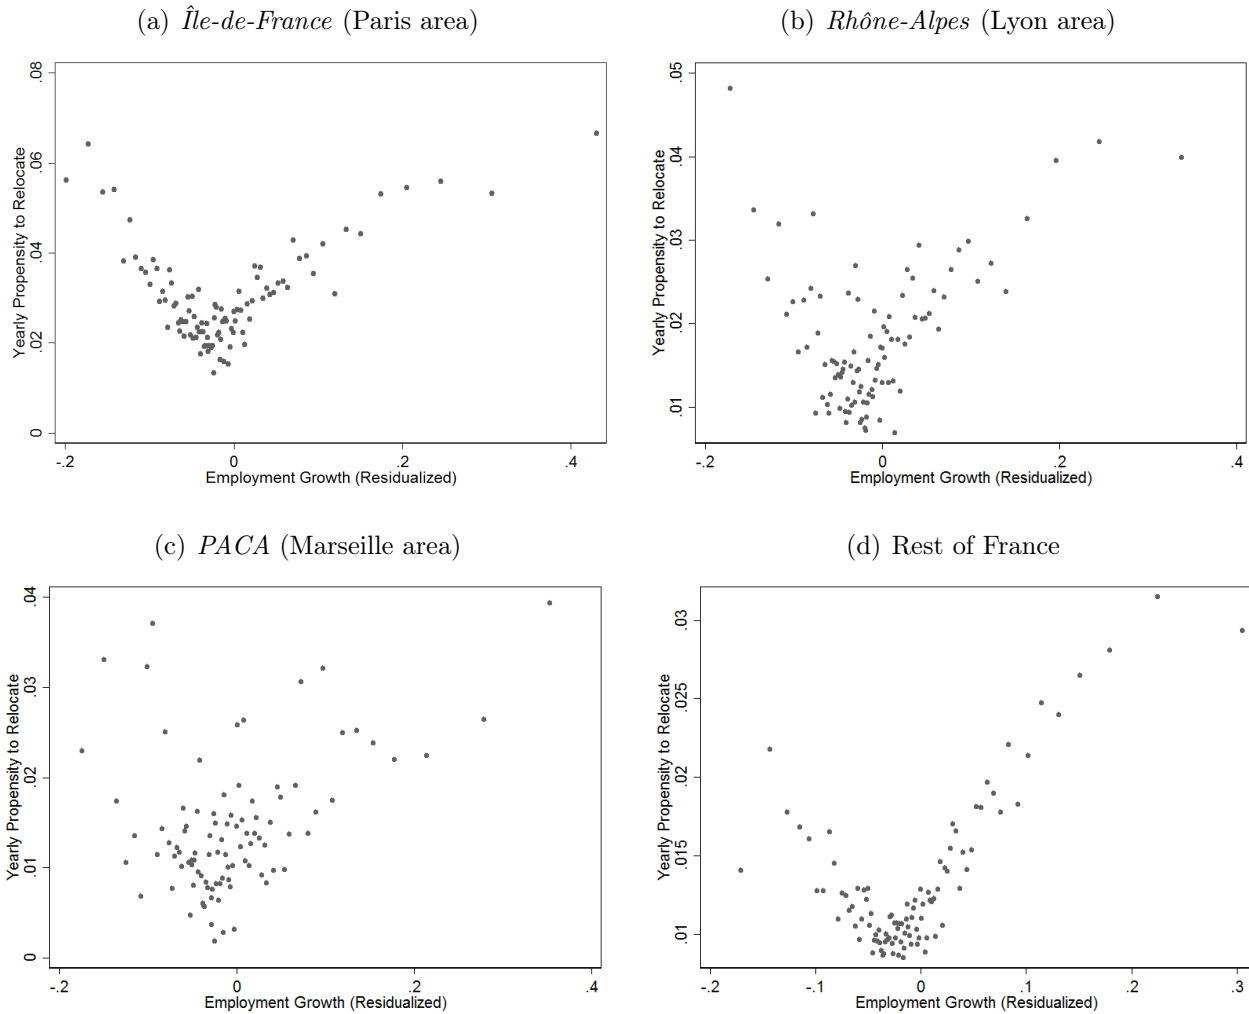 (a) Île-de-France (Paris area)
.08
.06
.04
.02
0
Yearly Propensity to Relocate
-.2 0 .2 .4
Employment Growth (Residualized)
(b) Rhône-Alpes (Lyon area)
.05
.04
.03
.02
.01
Yearly Propensity to Relocate
-.2 0 .2 .4
Employment Growth (Residualized)
(c) PACA (Marseille area)
.04
.03
.02
.01
0
Yearly Propensity to Relocate
-.2 0 .2 .4
Employment Growth (Residualized)
(d) Rest of France
.03
.025
.02
.015
.01
Yearly Propensity to Relocate
-.2 -.1 0 .1 .2 .3
Employment Growth (Residualized)